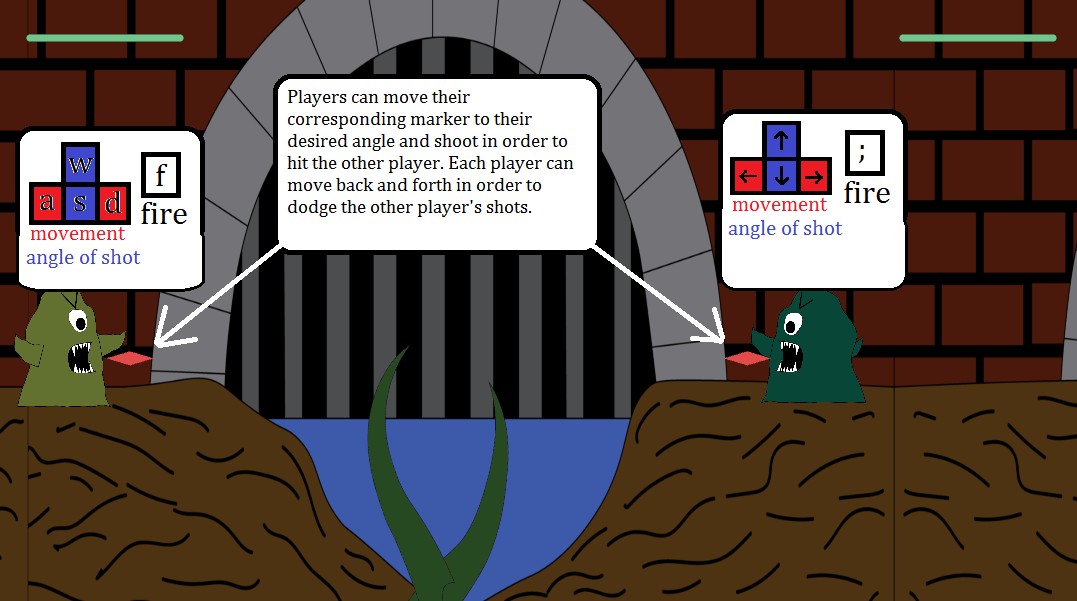 Players can move their
corresponding marker to their
desired angle and shoot in order to
hit the other player. Each player can
move back and forth in order to
dodge the other player's shots.
w f
a s d
fire
movement
angle of shot
↑ ;
← ↓ →
fire
movement
angle of shot